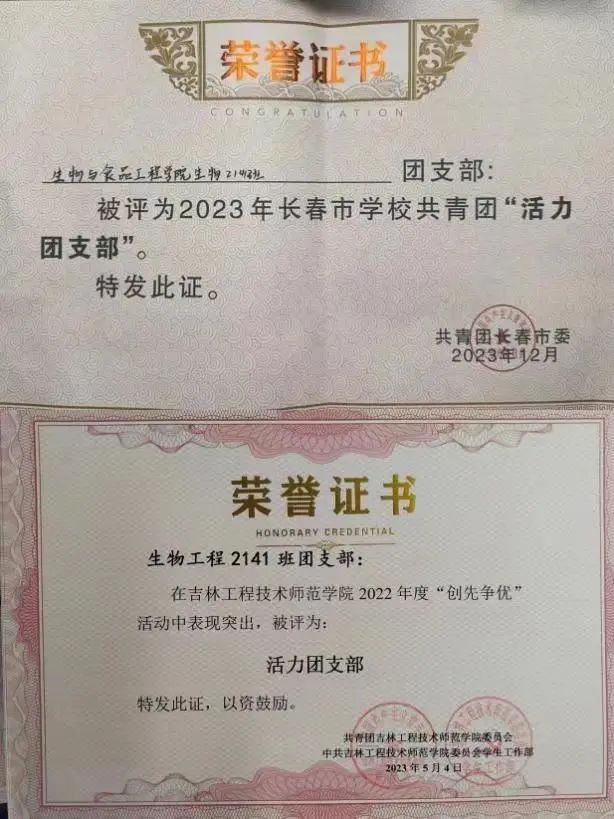 荣誉证书
CONGRATULATION
生物与食品工程学院生物2141班 团支部：
被评为2023年长春市学校共青团“活力
团支部”。
特发此证。
共青团长春市委
2023年12月
荣誉证书
HONORARY CREDENTIAL
生物工程2141班团支部：
在吉林工程技术师范学院2022年度“创先争优”
活动中表现突出，被评为：
活力团支部
特发此证，以资鼓励。
共青团吉林工程技术师范学院委员会
中共吉林工程技术师范学院委员会学生工作部
2023年5月4日